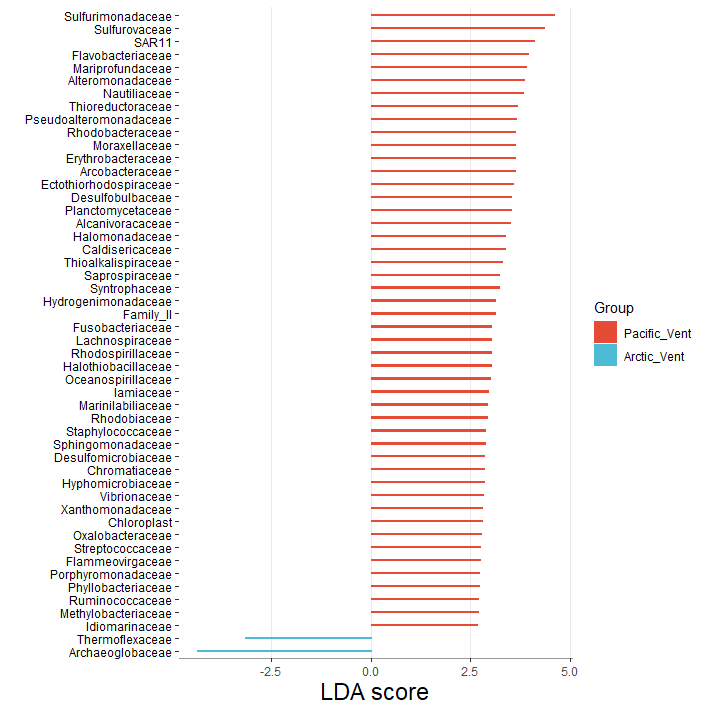 Sulfurimonadaceae
Sulfurovaceae
SAR11
Flavobacteriaceae
Mariprofundaceae
Alteromonadaceae
Nautiliaceae
Thioreductoraceae
Pseudoalteromonadaceae
Rhodobacteraceae
Moraxellaceae
Erythrobacteraceae
Arcobacteraceae
Ectothiorhodospiraceae
Desulfobulbaceae
Planctomycetaceae
Alcanivoracaceae
Halomonadaceae
Caldisericaceae
Thioalkalispiraceae
Saprospiraceae
Syntrophaceae
Hydrogenimonadaceae
Family_II
Fusobacteriaceae
Lachnospiraceae
Rhodospirillaceae
Halothiobacillaceae
Oceanospirillaceae
Iamiaceae
Marinilabiliaceae
Rhodobiaceae
Staphylococcaceae
Sphingomonadaceae
Desulfomicrobiaceae
Chromatiaceae
Hyphomicrobiaceae
Vibrionaceae
Xanthomonadaceae
Chloroplast
Oxalobacteraceae
Streptococcaceae
Flammeovirgaceae
Porphyromonadaceae
Phyllobacteriaceae
Ruminococcaceae
Methylobacteriaceae
Idiomarinaceae
Thermoflexaceae
Archaeoglobaceae
-2.5 0.0 2.5 5.0
LDA score
Group
Pacific_Vent
Arctic_Vent